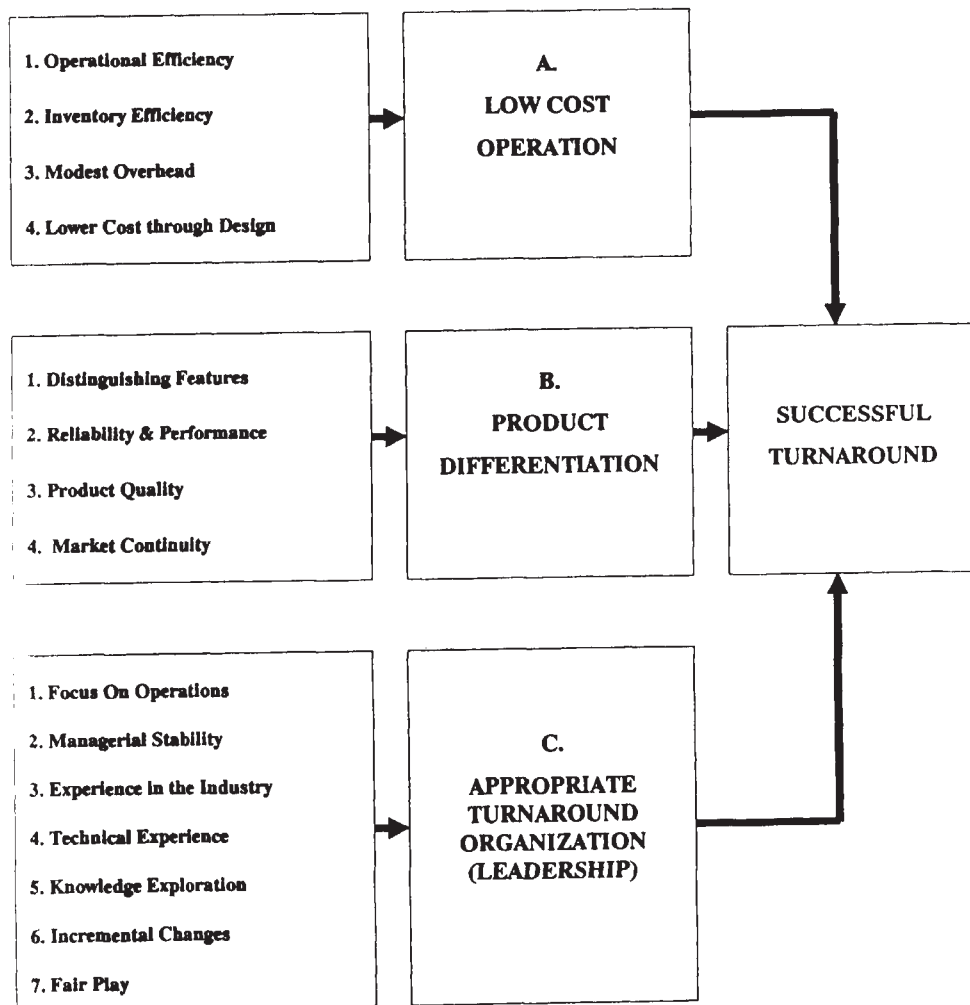 1. Operational Efficiency
2. Inventory Efficiency
3. Modest Overhead
4. Lower Cost through Design
A.
LOW COST
OPERATION
1. Distinguishing Features
2. Reliability & Performance
3. Product Quality
4. Market Continuity
B.
PRODUCT
DIFFERENTIATION
SUCCESSFUL
TURNAROUND
1. Focus On Operations
2. Managerial Stability
3. Experience in the Industry
4. Technical Experience
5. Knowledge Exploration
6. Incremental Changes
7. Fair Play
C.
APPROPRIATE
TURNAROUND
ORGANIZATION
(LEADERSHIP)